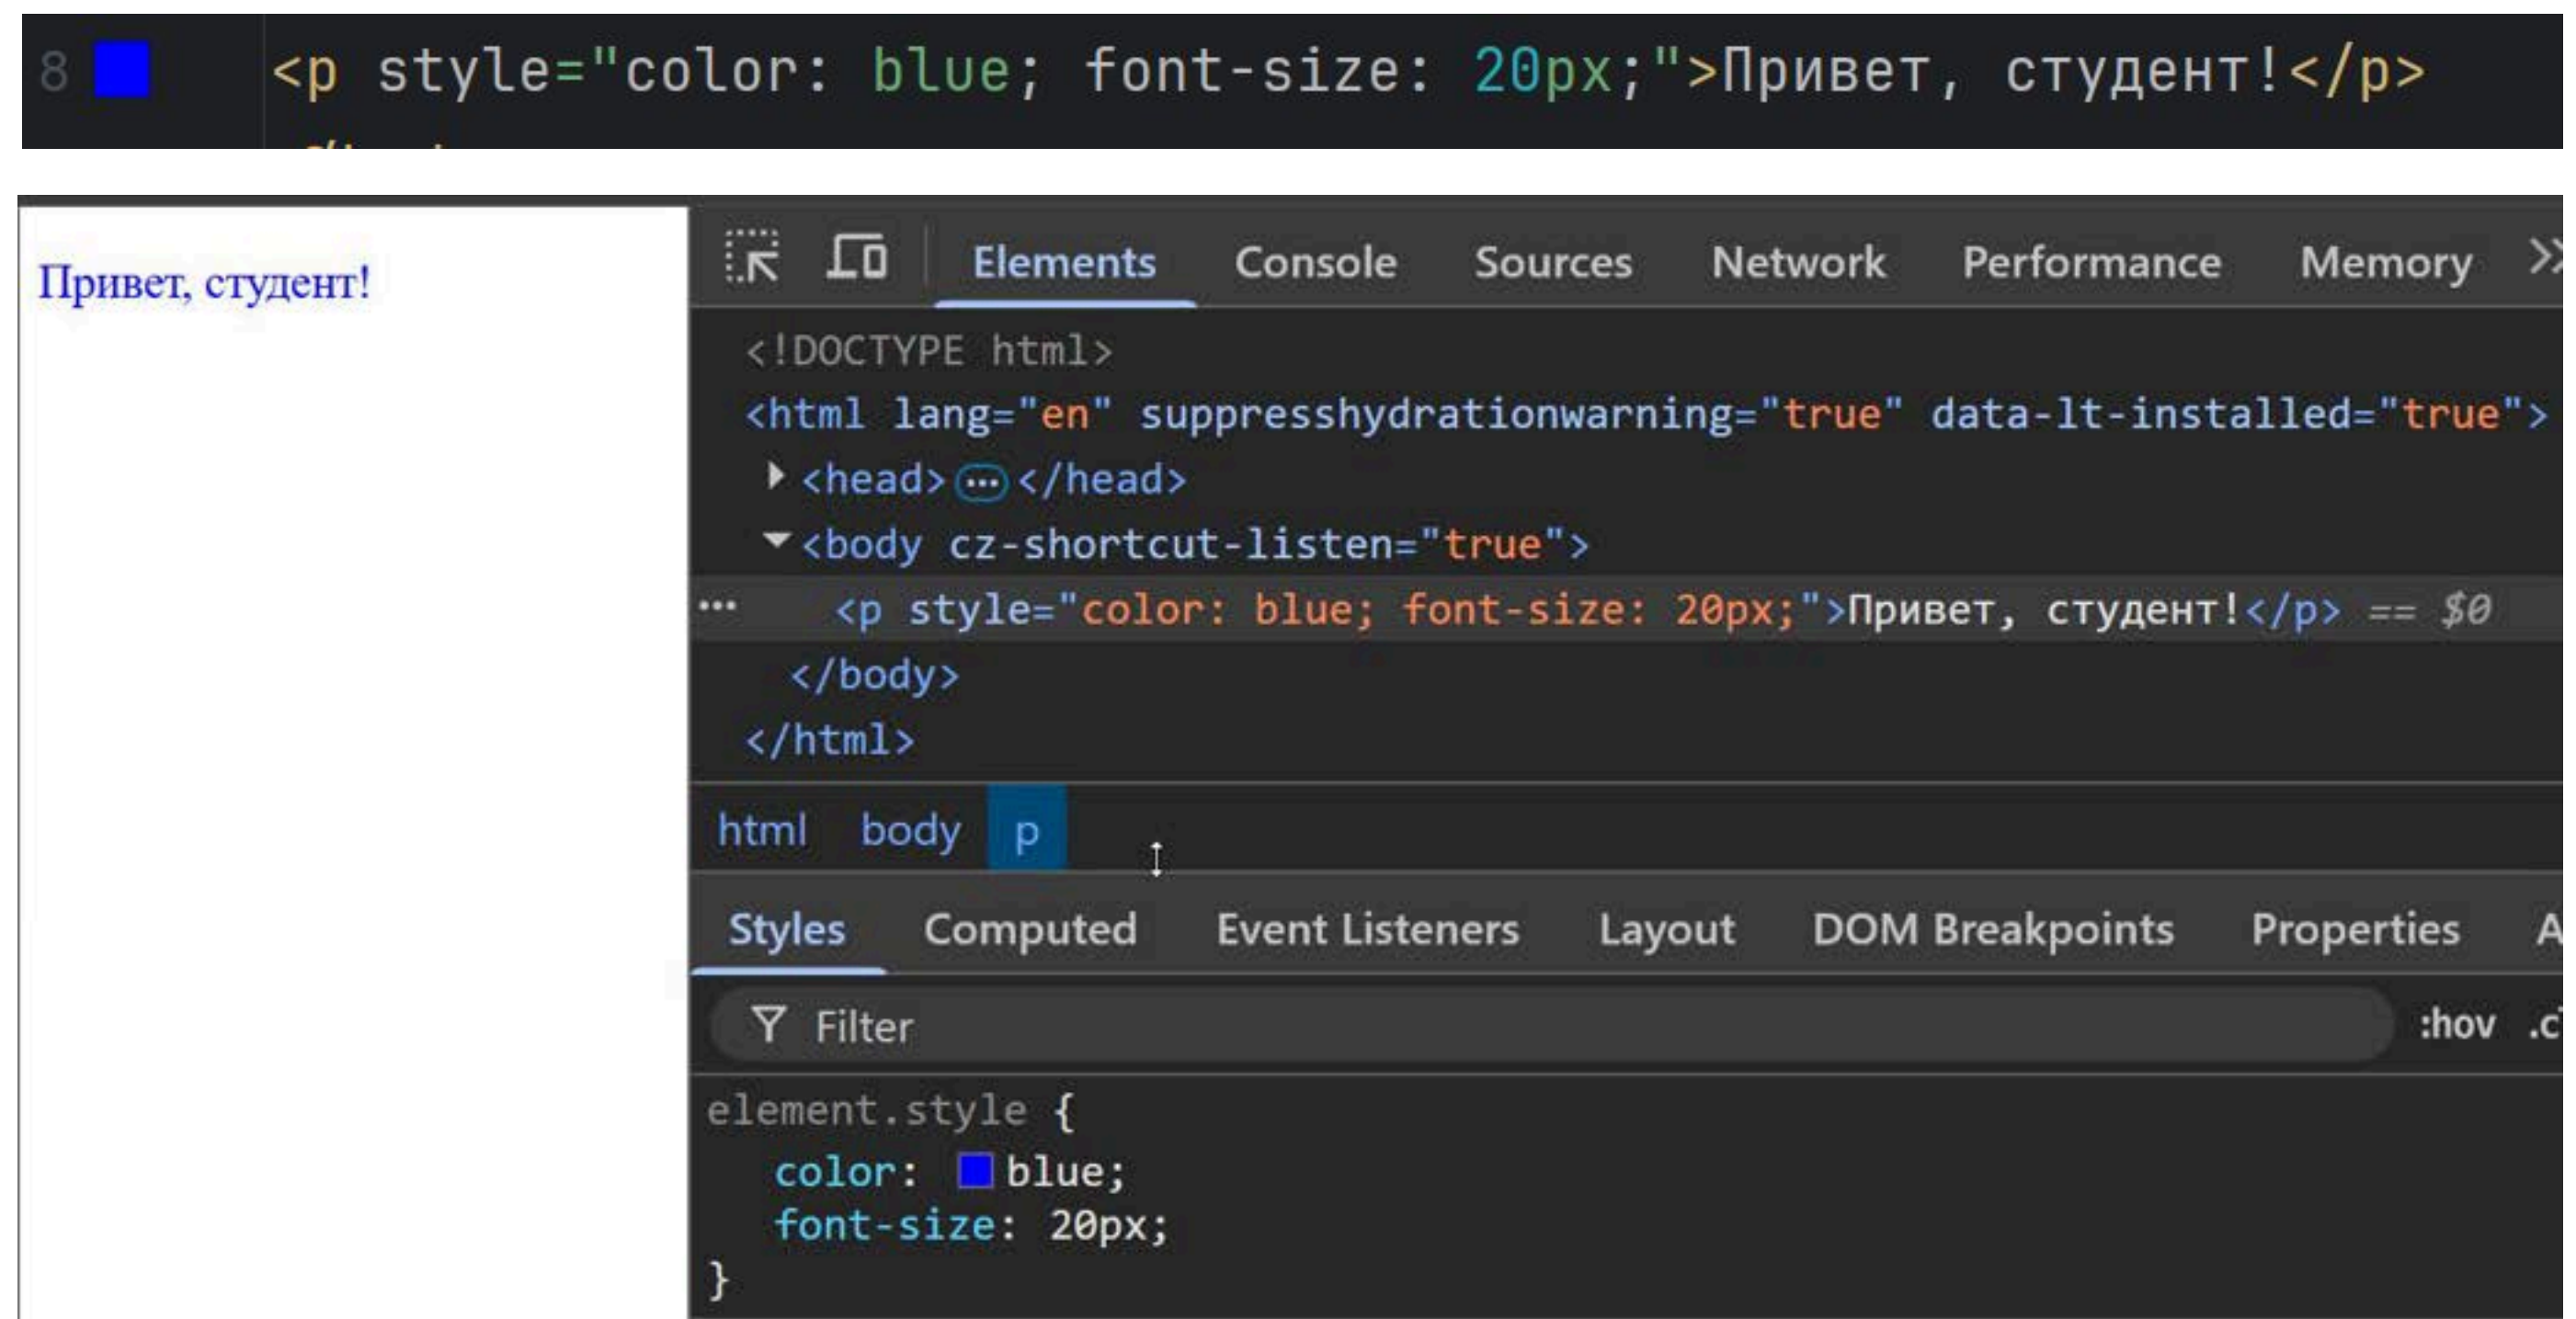 8 <p style="color: blue; font-size: 20px;">Привет, студент!</p>
Привет, студент!
Elements Console Sources Network Performance Memory
<!DOCTYPE html>
<html lang="en" suppresshydrationwarning="true" data-lt-installed="true">
<head>…</head>
<body cz-shortcut-listen="true">
… <p style="color: blue; font-size: 20px;">Привет, студент!</p> == $0
</body>
</html>
html body p
Styles Computed Event Listeners Layout DOM Breakpoints Properties
Filter :hov
element.style {
color: blue;
font-size: 20px;
}